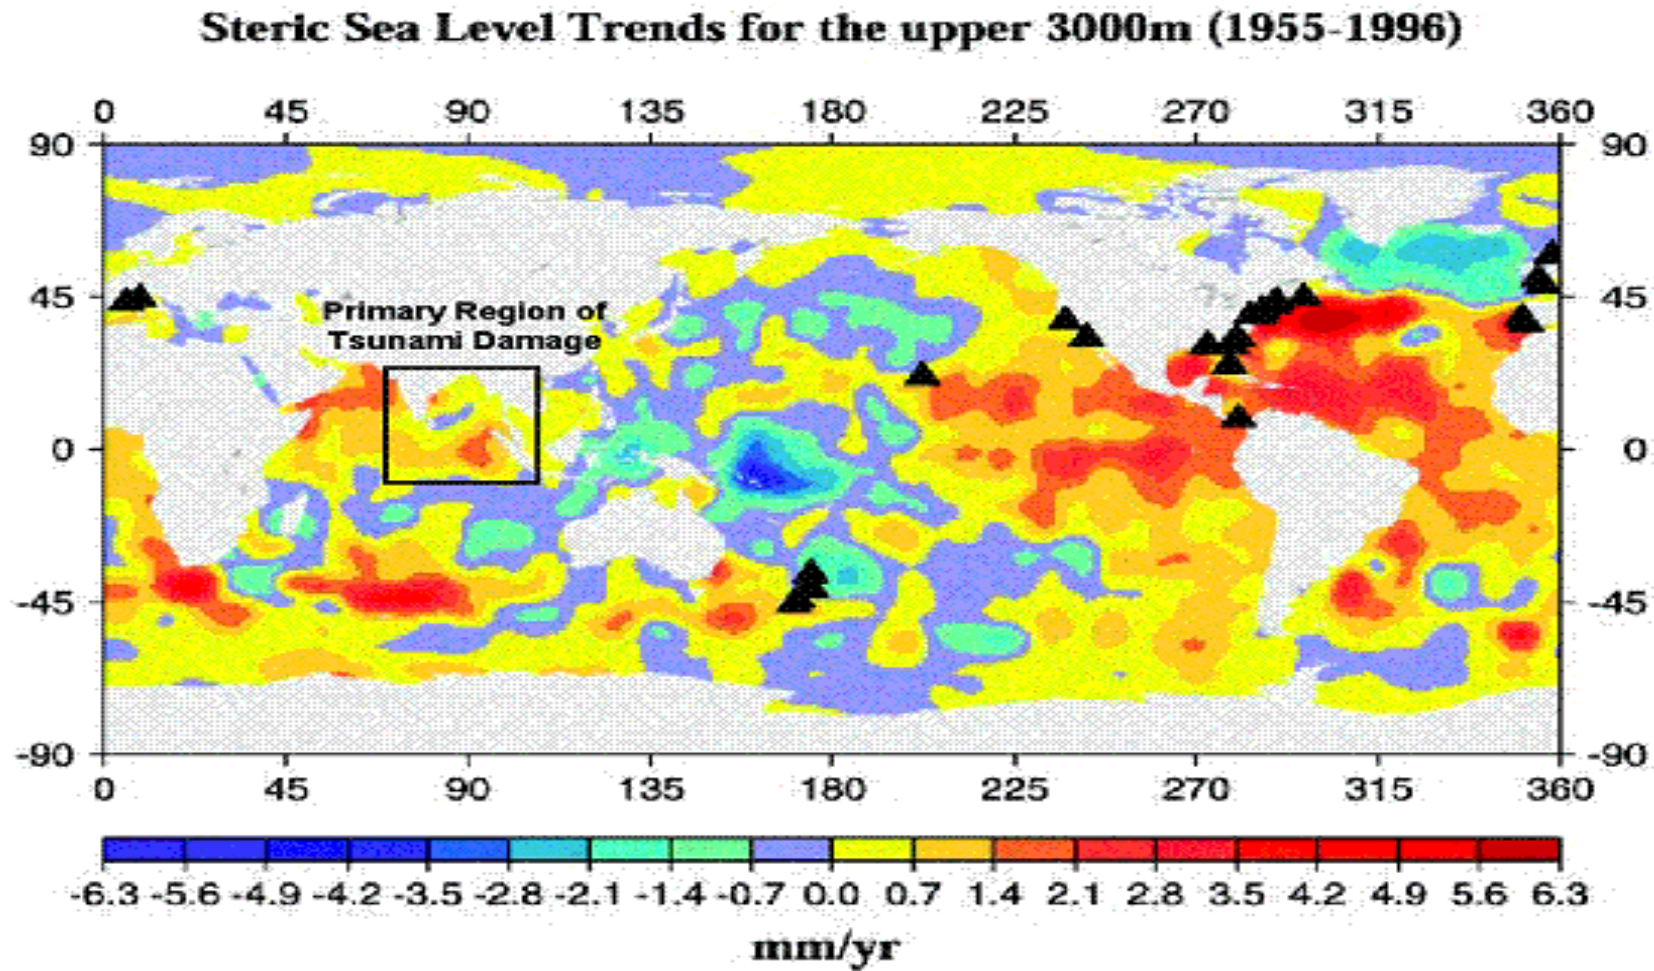 Steric Sea Level Trends for the upper 3000m (1955-1996)
0 45 90 135 180 225 270 315 360
90 90
45 45
Primary Region of
Tsunami Damage
0 0
-45 -45
-90 -90
0 45 90 135 180 225 270 315 360
-6.3 -5.6 -4.9 -4.2 -3.5 -2.8 -2.1 -1.4 -0.7 0.0 0.7 1.4 2.1 2.8 3.5 4.2 4.9 5.6 6.3
mm/yr